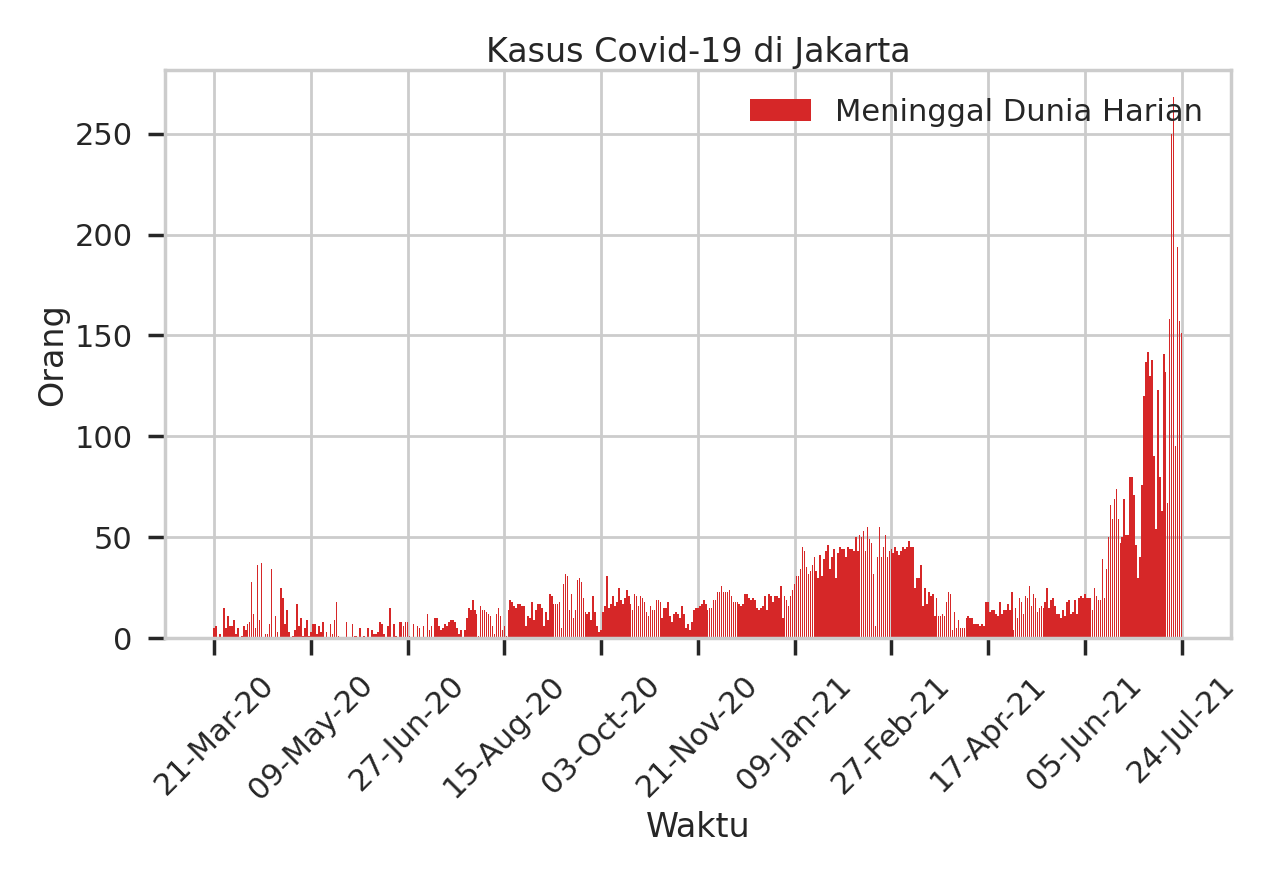 Kasus Covid-19 di Jakarta
Meninggal Dunia Harian
Orang
250
200
150
100
50
0
21-Mar-20
09-May-20
27-Jun-20
15-Aug-20
03-Oct-20
21-Nov-20
09-Jan-21
27-Feb-21
17-Apr-21
05-Jun-21
24-Jul-21
Waktu